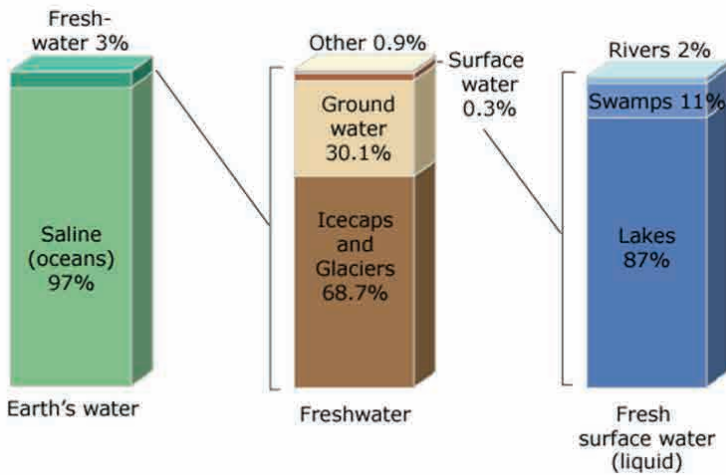 Fresh-
water 3%
Saline
(oceans)
97%
Earth's water
Other 0.9%
Surface
water
0.3%
Ground
water
30.1%
Icecaps
and
Glaciers
68.7%
Freshwater
Rivers 2%
Swamps 11%
Lakes
87%
Fresh
surface water
(liquid)